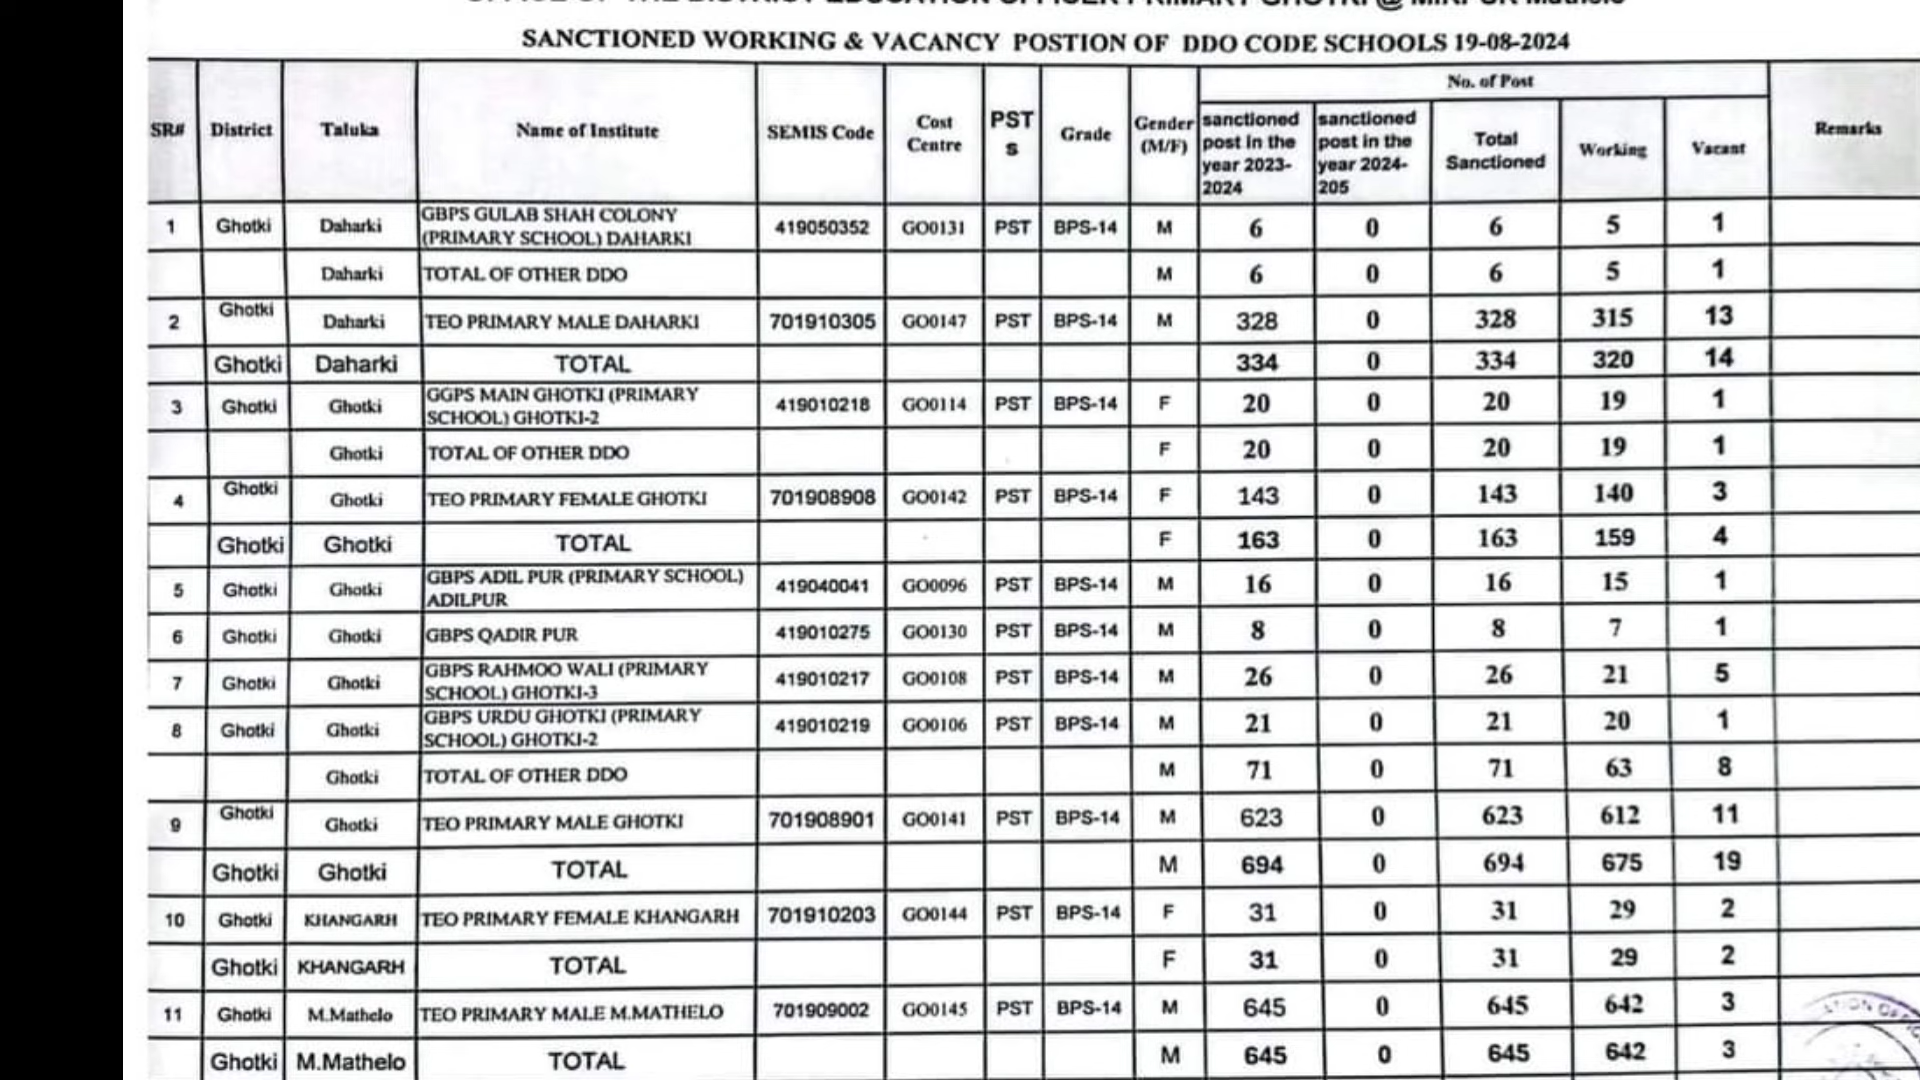 OFFICE OF THE DISTRICT EDUCATION OFFICER PRIMARY GHOTKI @ MIRPUR Mathelo
SANCTIONED WORKING & VACANCY POSTION OF DDO CODE SCHOOLS 19-08-2024
SR# District Taluka Name of Institute SEMIS Code Cost Centre PST s Grade Gender (M/F) No. of Post Remarks
sanctioned post in the year 2023-2024 sanctioned post in the year 2024-205 Total Sanctioned Working Vacant
1 Ghotki Daharki GBPS GULAB SHAH COLONY (PRIMARY SCHOOL) DAHARKI 419050352 GO0131 PST BPS-14 M 6 0 6 5 1
Daharki TOTAL OF OTHER DDO M 6 0 6 5 1
2 Ghotki Daharki TEO PRIMARY MALE DAHARKI 701910305 GO0147 PST BPS-14 M 328 0 328 315 13
Ghotki Daharki TOTAL 334 0 334 320 14
3 Ghotki Ghotki GGPS MAIN GHOTKI (PRIMARY SCHOOL) GHOTKI-2 419010218 GO0114 PST BPS-14 F 20 0 20 19 1
Ghotki TOTAL OF OTHER DDO F 20 0 20 19 1
4 Ghotki Ghotki TEO PRIMARY FEMALE GHOTKI 701908908 GO0142 PST BPS-14 F 143 0 143 140 3
Ghotki Ghotki TOTAL F 163 0 163 159 4
5 Ghotki Ghotki GBPS ADIL PUR (PRIMARY SCHOOL) ADILPUR 419040041 GO0096 PST BPS-14 M 16 0 16 15 1
6 Ghotki Ghotki GBPS QADIR PUR 419010275 GO0130 PST BPS-14 M 8 0 8 7 1
7 Ghotki Ghotki GBPS RAHMOO WALI (PRIMARY SCHOOL) GHOTKI-3 419010217 GO0108 PST BPS-14 M 26 0 26 21 5
8 Ghotki Ghotki GBPS URDU GHOTKI (PRIMARY SCHOOL) GHOTKI-2 419010219 GO0106 PST BPS-14 M 21 0 21 20 1
Ghotki TOTAL OF OTHER DDO M 71 0 71 63 8
9 Ghotki Ghotki TEO PRIMARY MALE GHOTKI 701908901 GO0141 PST BPS-14 M 623 0 623 612 11
Ghotki Ghotki TOTAL M 694 0 694 675 19
10 Ghotki KHANGARH TEO PRIMARY FEMALE KHANGARH 701910203 GO0144 PST BPS-14 F 31 0 31 29 2
Ghotki KHANGARH TOTAL F 31 0 31 29 2
11 Ghotki M.Mathelo TEO PRIMARY MALE M.MATHELO 701909002 GO0145 PST BPS-14 M 645 0 645 642 3
Ghotki M.Mathelo TOTAL M 645 0 645 642 3